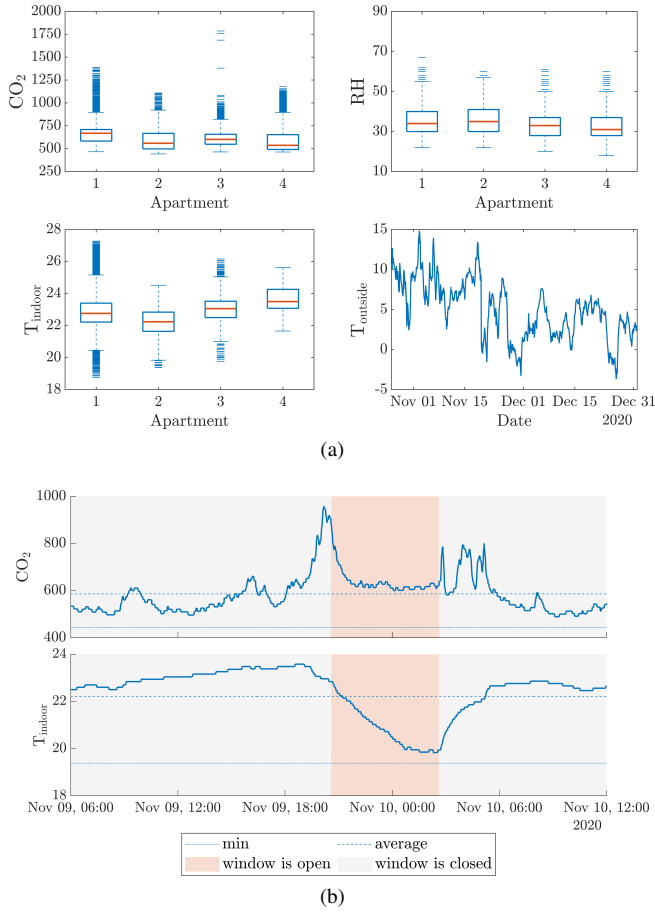 2000
1750
1500
1250
1000
750
500
250
CO2
1 2 3 4
Apartment
90
70
50
30
10
RH
1 2 3 4
Apartment
28
26
24
22
20
18
Tindoor
1 2 3 4
Apartment
15
10
5
0
-5
Toutside
Nov 01 Nov 15 Dec 01 Dec 15 Dec 31
Date 2020
(a)
1000
800
600
400
CO2
24
22
20
18
Tindoor
Nov 09, 06:00 Nov 09, 12:00 Nov 09, 18:00 Nov 10, 00:00 Nov 10, 06:00 Nov 10, 12:00
2020
min average
window is open window is closed
(b)